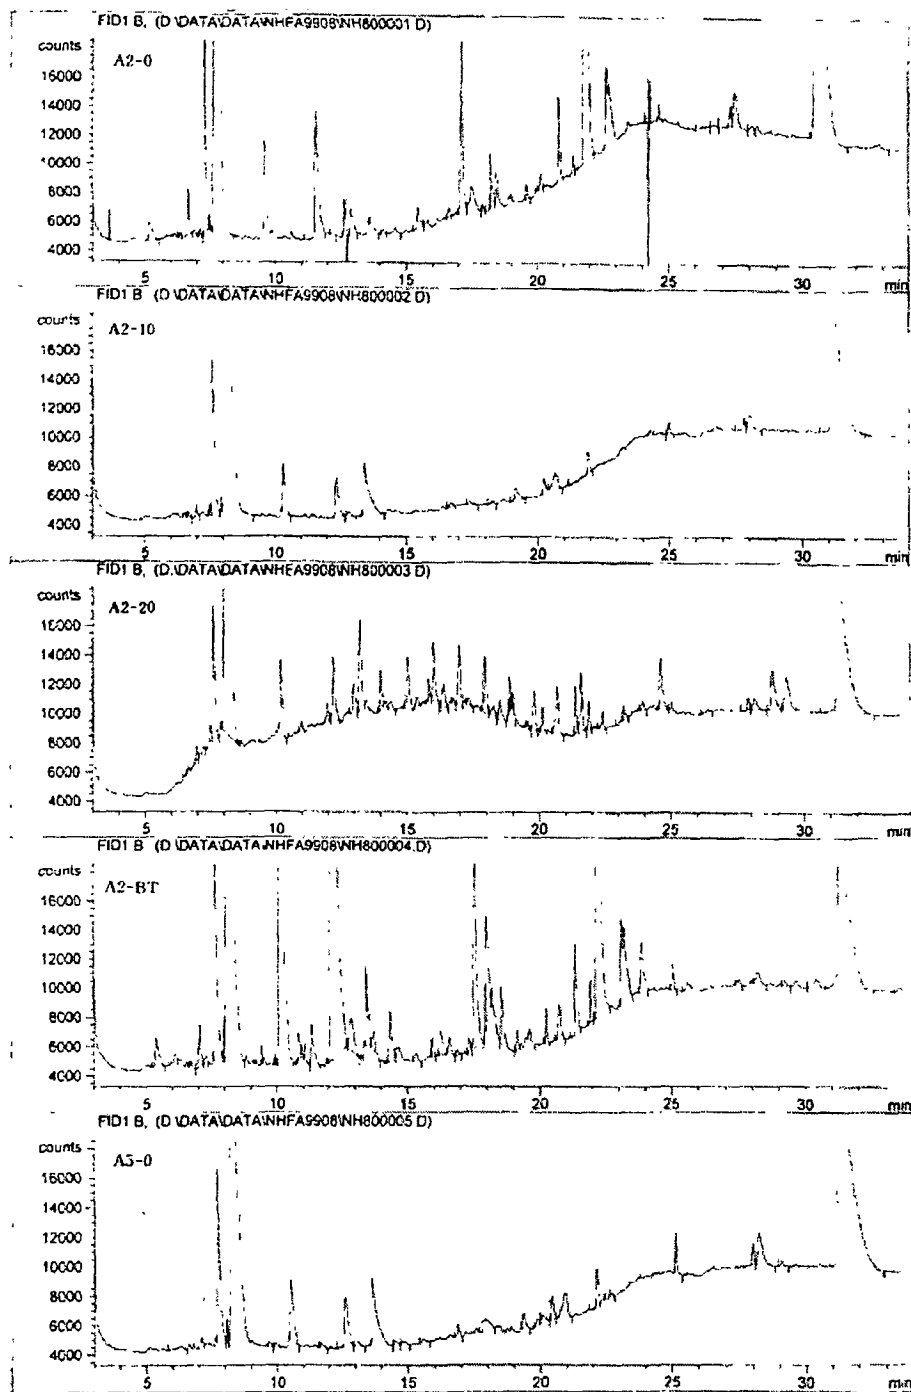 FID1 B, (D:\DATA\DATA\NHFA9908\NH800001 D)
counts
A2-0
16000
14000
12000
10000
8000
6000
4000
5 10 15 20 25 30 min
FID1 B (D:\DATA\DATA\NHFA9908\NH800002 D)
counts
A2-10
16000
14000
12000
10000
8000
6000
4000
5 10 15 20 25 30 min
FID1 B, (D:\DATA\DATA\NHFA9908\NH800003 D)
counts
A2-20
16000
14000
12000
10000
8000
6000
4000
5 10 15 20 25 30 min
FID1 B (D:\DATA\DATA\NHFA9908\NH800004.D)
counts
A2-BT
16000
14000
12000
10000
8000
6000
4000
5 10 15 20 25 30 min
FID1 B, (D:\DATA\DATA\NHFA9908\NH800005 D)
counts
A5-0
16000
14000
12000
10000
8000
6000
4000
5 10 15 20 25 30 min